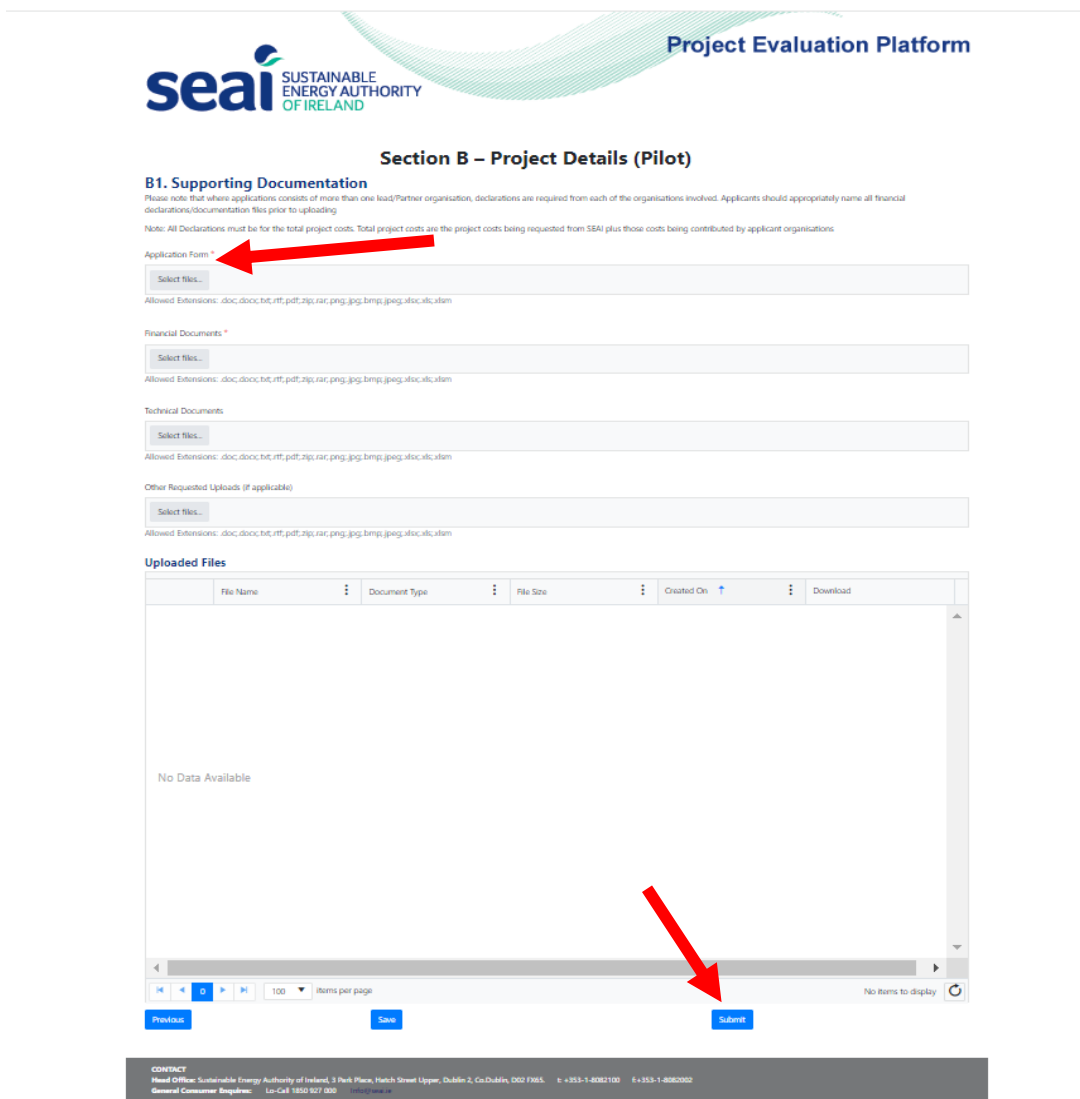 Project Evaluation Platform
seai SUSTAINABLE
ENERGY AUTHORITY
OF IRELAND
Section B – Project Details (Pilot)
B1. Supporting Documentation
Please note that where applications consists of more than one lead/Partner organisation, declarations are required from each of the organisations involved. Applicants should appropriately name all financial
declarations/documentation files prior to uploading
Note: All Declarations must be for the total project costs. Total project costs are the project costs being requested from SEAI plus those costs being contributed by applicant organisations
Application Form *
Select files...
Allowed Extensions: .doc;.docx;.txt;.rtf;.pdf;.zip;.rar;.png;.jpg;.bmp;.jpeg;.xlsx;.xls;.xlsm
Financial Documents *
Select files...
Allowed Extensions: .doc;.docx;.txt;.rtf;.pdf;.zip;.rar;.png;.jpg;.bmp;.jpeg;.xlsx;.xls;.xlsm
Technical Documents
Select files...
Allowed Extensions: .doc;.docx;.txt;.rtf;.pdf;.zip;.rar;.png;.jpg;.bmp;.jpeg;.xlsx;.xls;.xlsm
Other Requested Uploads (if applicable)
Select files...
Allowed Extensions: .doc;.docx;.txt;.rtf;.pdf;.zip;.rar;.png;.jpg;.bmp;.jpeg;.xlsx;.xls;.xlsm
Uploaded Files
File Name Document Type File Size Created On Download
No Data Available
0 100 items per page No items to display
Previous Save Submit
CONTACT
Head Office: Sustainable Energy Authority of Ireland, 3 Park Place, Hatch Street Upper, Dublin 2, Co.Dublin, D02 FX65. t: +353-1-8082100 f:+353-1-8082002
General Consumer Enquires: Lo-Call 1850 927 000 info@seai.ie